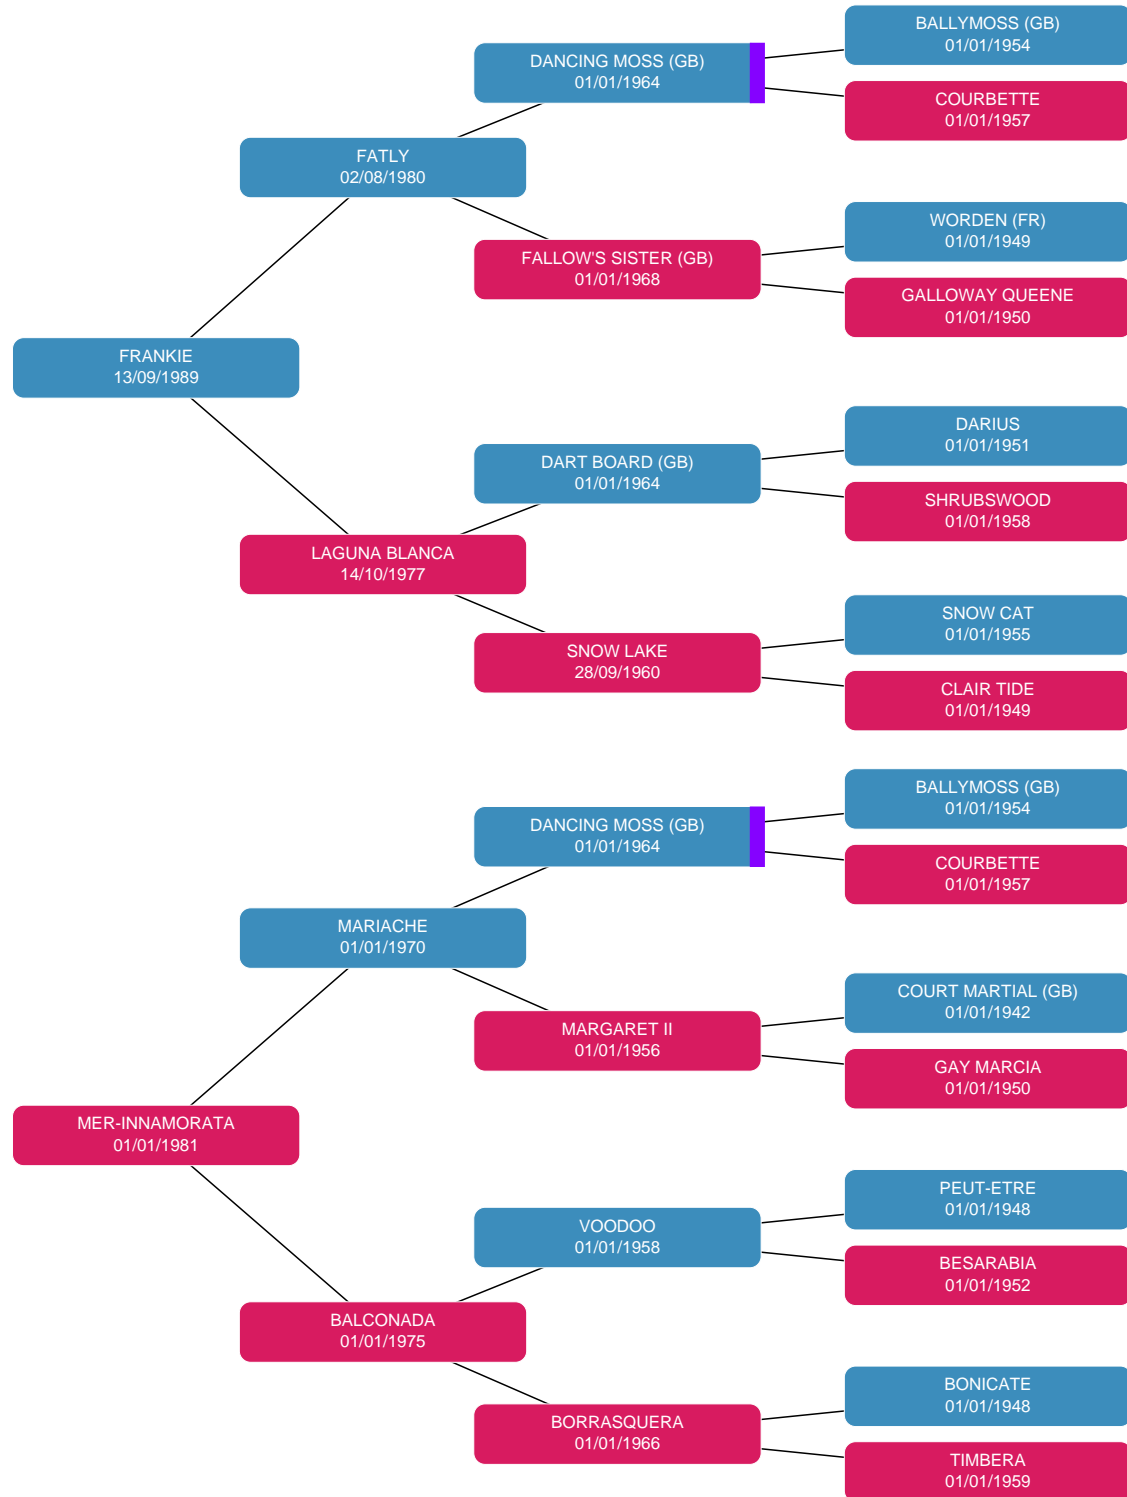 BALLYMOSS (GB)
01/01/1954
DANCING MOSS (GB)
01/01/1964
COURBETTE
01/01/1957
FATLY
02/08/1980
WORDEN (FR)
01/01/1949
FALLOW'S SISTER (GB)
01/01/1968
GALLOWAY QUEENE
01/01/1950
FRANKIE
13/09/1989
DARIUS
01/01/1951
DART BOARD (GB)
01/01/1964
SHRUBSWOOD
01/01/1958
LAGUNA BLANCA
14/10/1977
SNOW CAT
01/01/1955
SNOW LAKE
28/09/1960
CLAIR TIDE
01/01/1949
BALLYMOSS (GB)
01/01/1954
DANCING MOSS (GB)
01/01/1964
COURBETTE
01/01/1957
MARIACHE
01/01/1970
COURT MARTIAL (GB)
01/01/1942
MARGARET II
01/01/1956
GAY MARCIA
01/01/1950
MER-INNAMORATA
01/01/1981
PEUT-ETRE
01/01/1948
VOODOO
01/01/1958
BESARABIA
01/01/1952
BALCONADA
01/01/1975
BONICATE
01/01/1948
BORRASQUERA
01/01/1966
TIMBERA
01/01/1959